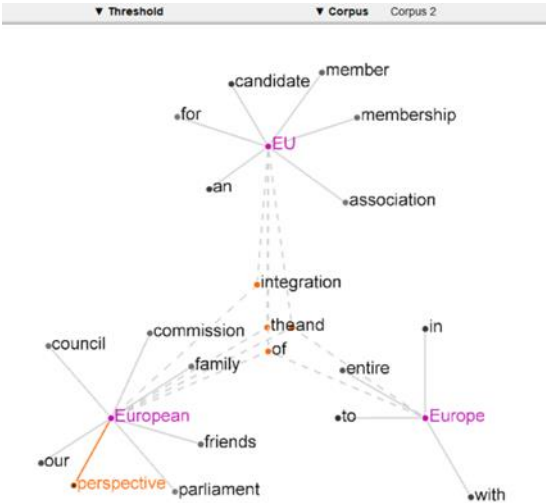 ▼ Threshold ▼ Corpus Corpus 2
member
candidate
for
membership
EU
an
association
integration
the and
in
of
commission
council
family
entire
European
to
Europe
friends
our
perspective
parliament
with